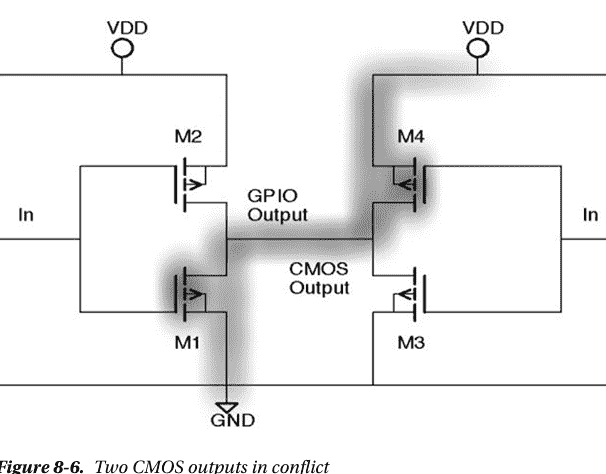 VDD
VDD
M2
M4
GPIO
Output
In
In
CMOS
Output
M1
M3
GND
Figure 8-6. Two CMOS outputs in conflict